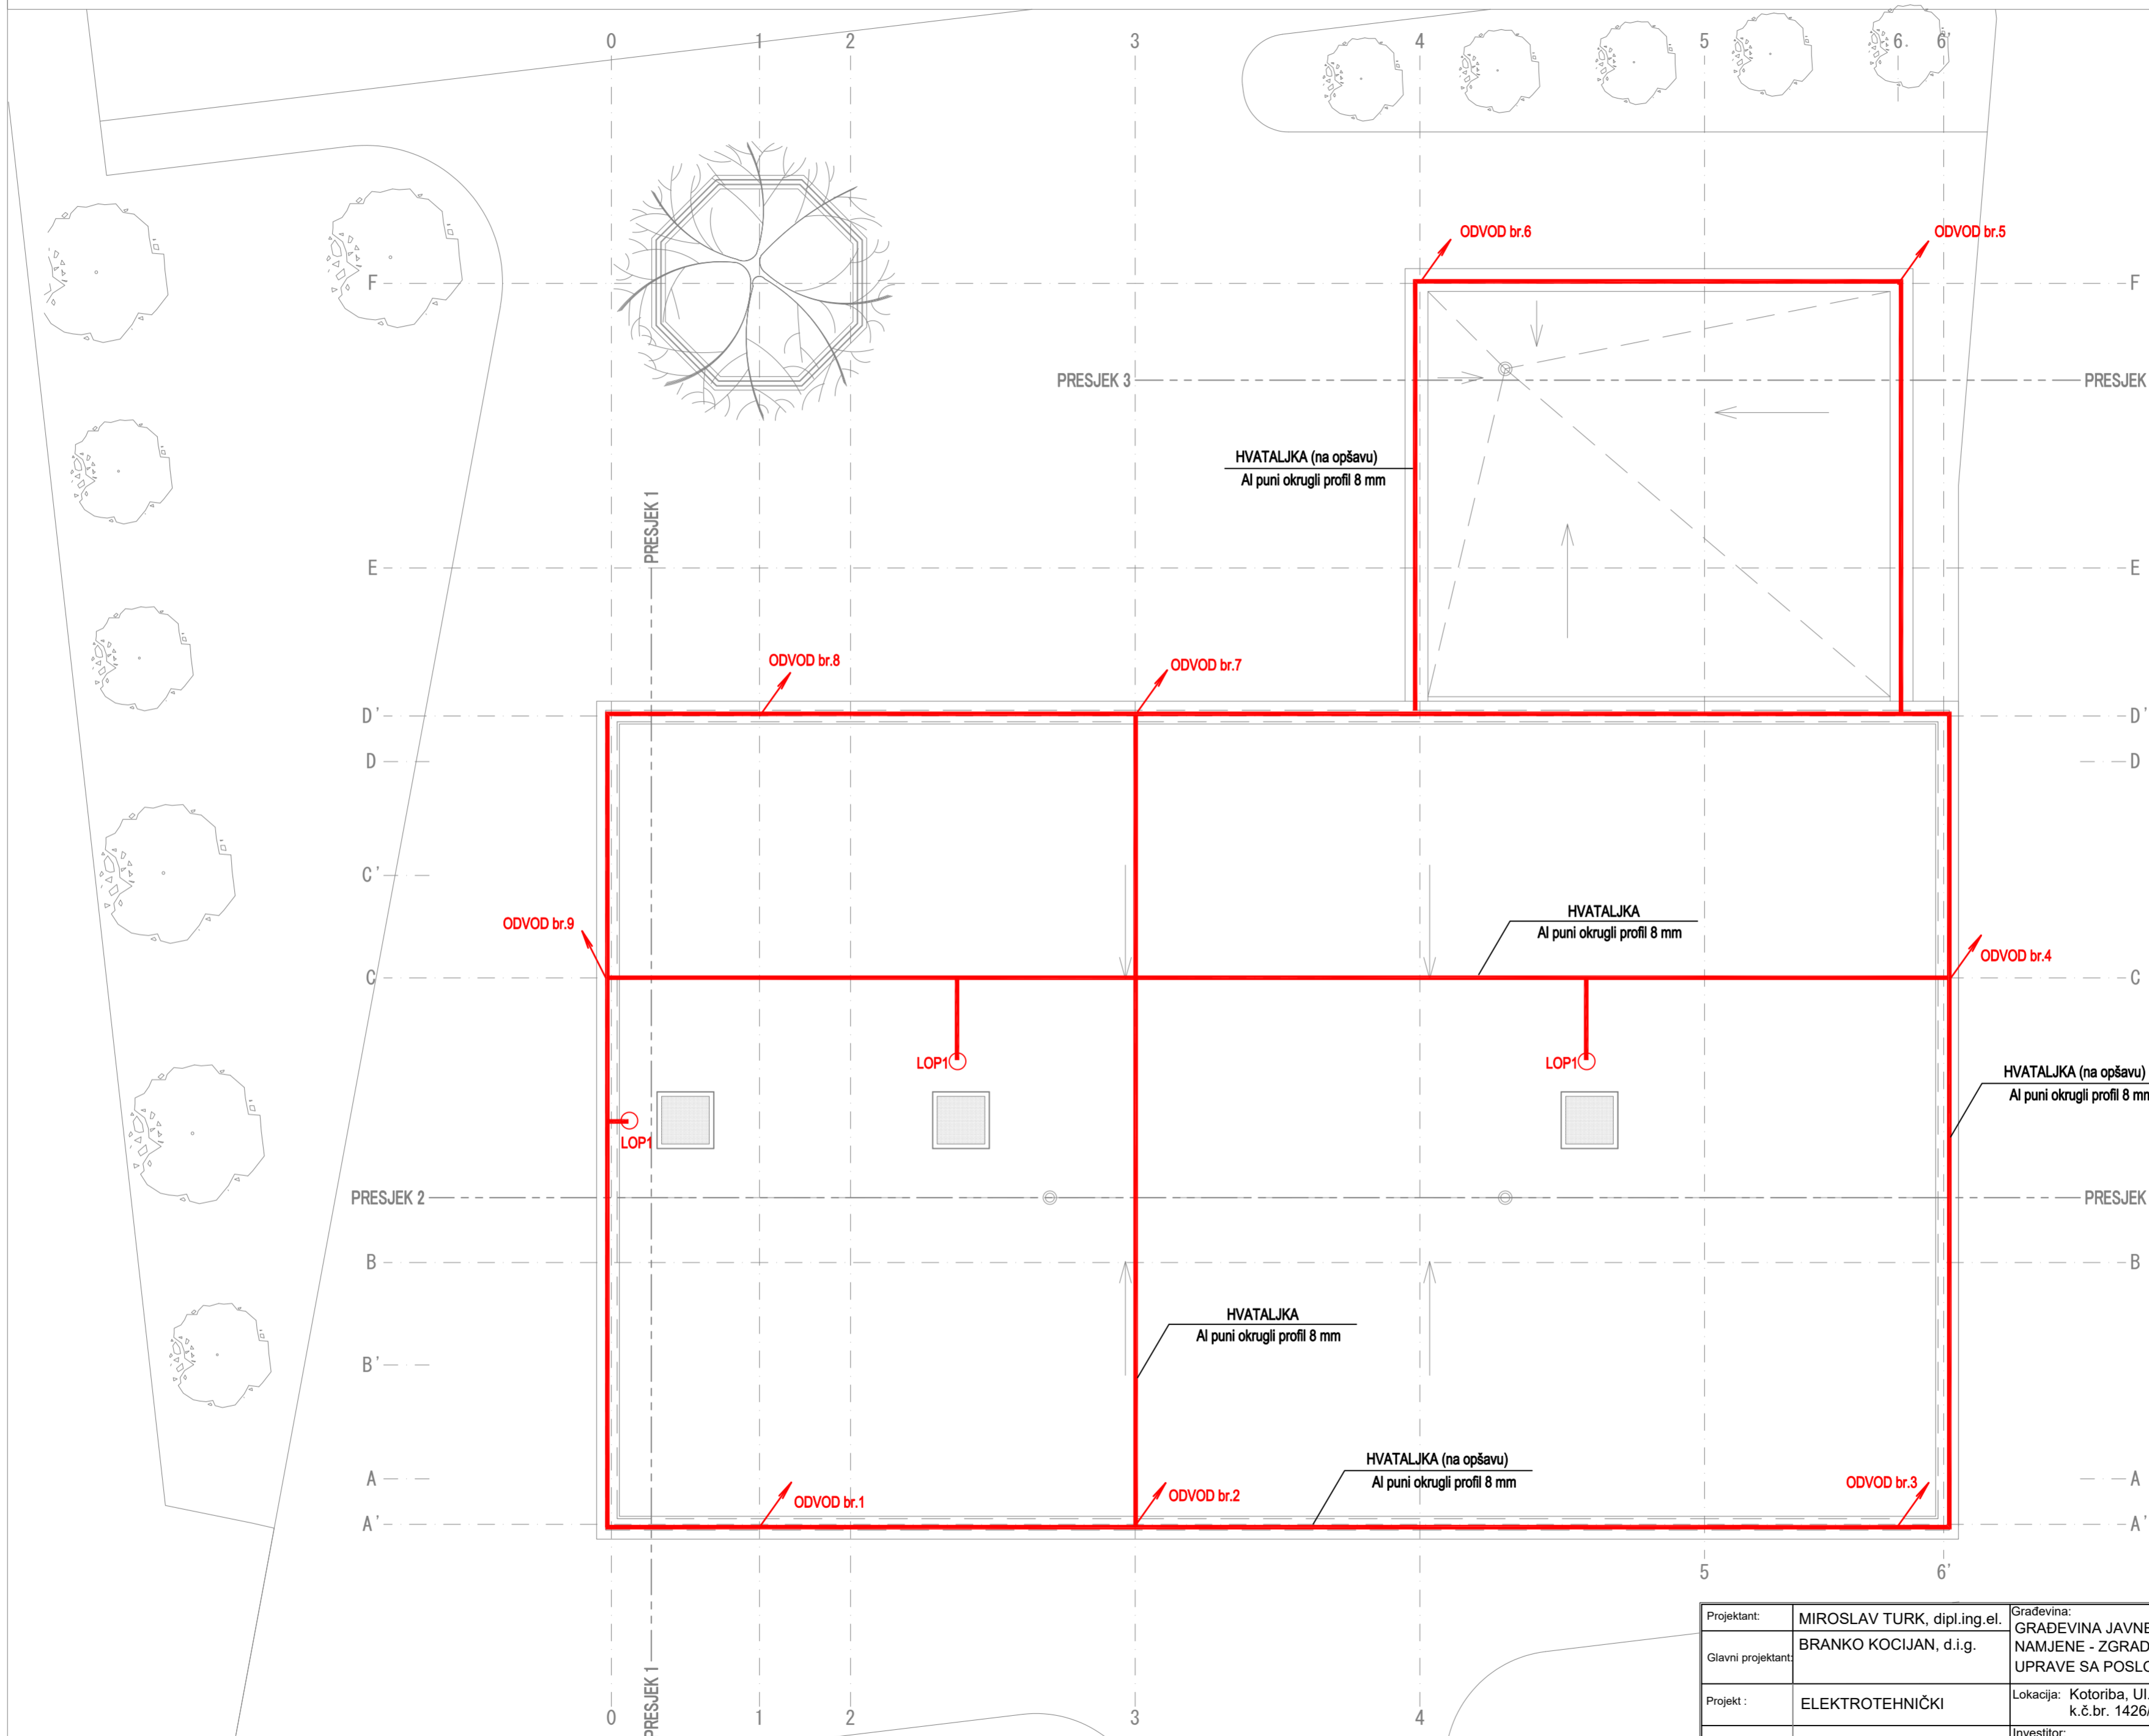 0 1 2 3 4 5 6 6'
ODVOD br.6
ODVOD br.5
F F
PRESJEK 3 PRESJEK
HVATALJKA (na opšavu)
Al puni okrugli profil 8 mm
PRESJEK 1
E E
ODVOD br.8
ODVOD br.7
D' D'
D D
C'
HVATALJKA
Al puni okrugli profil 8 mm
ODVOD br.9
ODVOD br.4
C C
LOP1
LOP1
HVATALJKA (na opšavu)
Al puni okrugli profil 8 mm
LOP1
PRESJEK 2 PRESJEK
B B
HVATALJKA
Al puni okrugli profil 8 mm
B'
HVATALJKA (na opšavu)
Al puni okrugli profil 8 mm
A A
ODVOD br.1
ODVOD br.2
ODVOD br.3
A' A'
5 6'
PRESJEK 1
0 1 2 3 4
Projektant: MIROSLAV TURK, dipl.ing.el.
Glavni projektant: BRANKO KOCIJAN, d.i.g.
Projekt : ELEKTROTEHNIČKI
Građevina:
GRAĐEVINA JAVNE
NAMJENE - ZGRAD
UPRAVE SA POSLO
Lokacija: Kotoriba, Ul.
k.č.br. 1426/
Investitor: